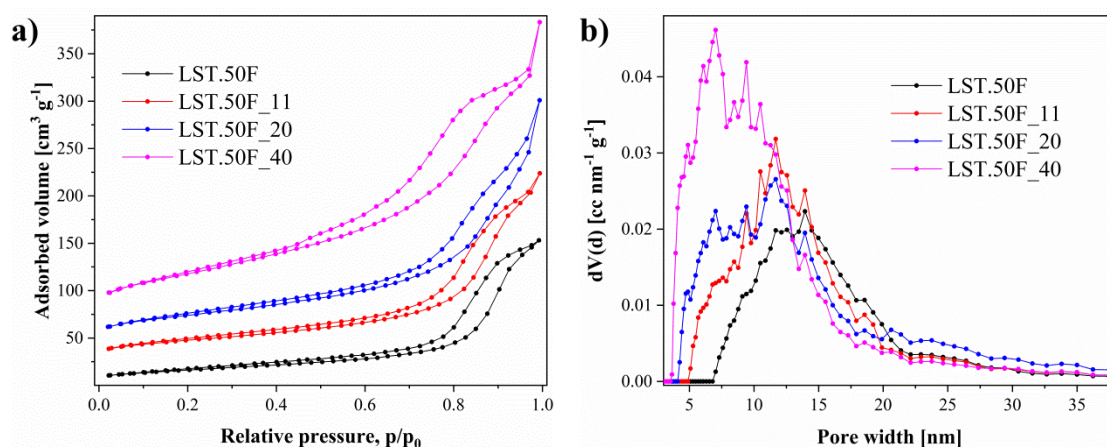 a)
Adsorbed volume [cm³ g⁻¹]
350
300
250
200
150
100
50
0.0 0.2 0.4 0.6 0.8 1.0
Relative pressure, p/p₀
LST.50F
LST.50F_11
LST.50F_20
LST.50F_40
b)
dV(d) [cc nm⁻¹ g⁻¹]
0.04
0.03
0.02
0.01
0.00
5 10 15 20 25 30 35
Pore width [nm]
LST.50F
LST.50F_11
LST.50F_20
LST.50F_40